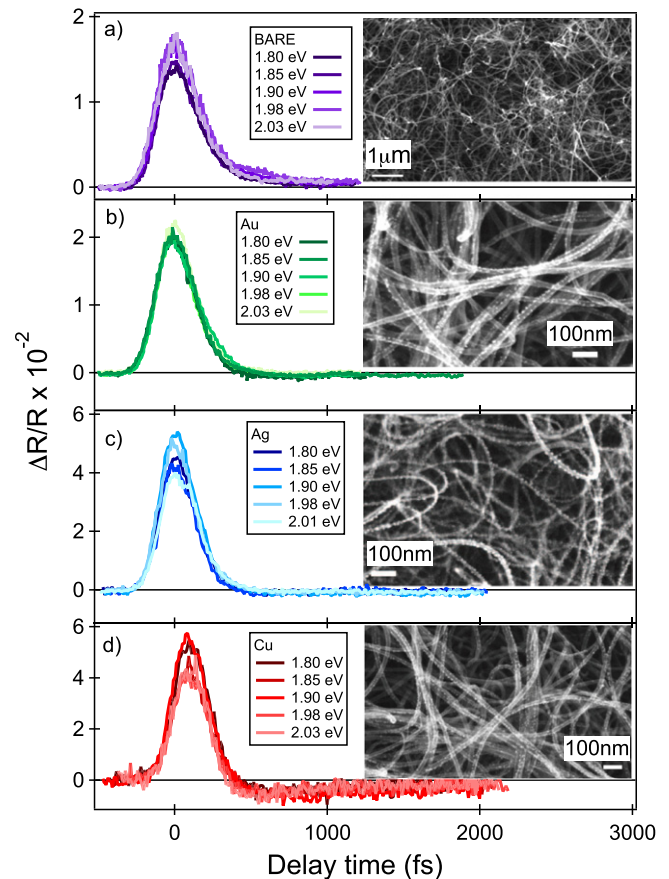 a)
BARE
1.80 eV
1.85 eV
1.90 eV
1.98 eV
2.03 eV
1μm
2
1
0
b)
Au
1.80 eV
1.85 eV
1.90 eV
1.98 eV
2.03 eV
100nm
2
1
0
c)
Ag
1.80 eV
1.85 eV
1.90 eV
1.98 eV
2.01 eV
100nm
6
4
2
0
d)
Cu
1.80 eV
1.85 eV
1.90 eV
1.98 eV
2.03 eV
100nm
6
4
2
0
ΔR/R x 10⁻²
0 1000 2000 3000
Delay time (fs)